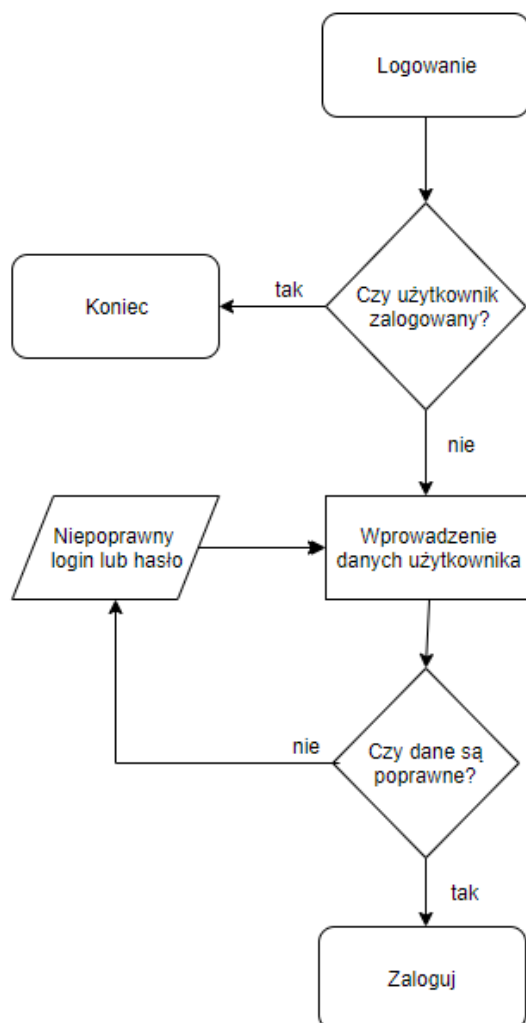 Logowanie
Czy użytkownik
zalogowany?
tak
Koniec
nie
Wprowadzenie
danych użytkownika
Niepoprawny
login lub hasło
Czy dane są
poprawne?
nie
tak
Zaloguj